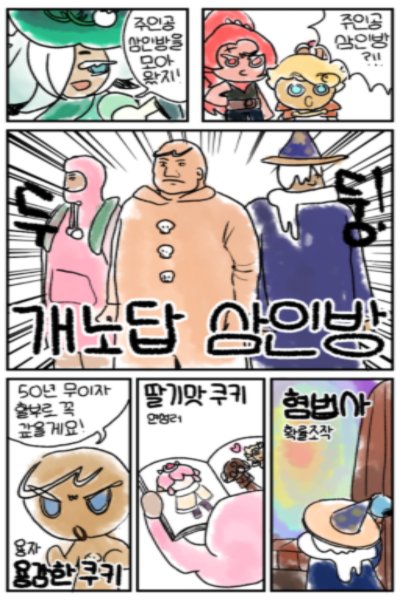 주인공
삼인방을
모아
왔지!
주인공
삼인방
?!!
두
둥!
개노답 삼인방
50년 무이자
할부로 꼭
갚을게요!
용자
용감한 쿠키
딸기맛 쿠키
연협러
형법사
확률조작